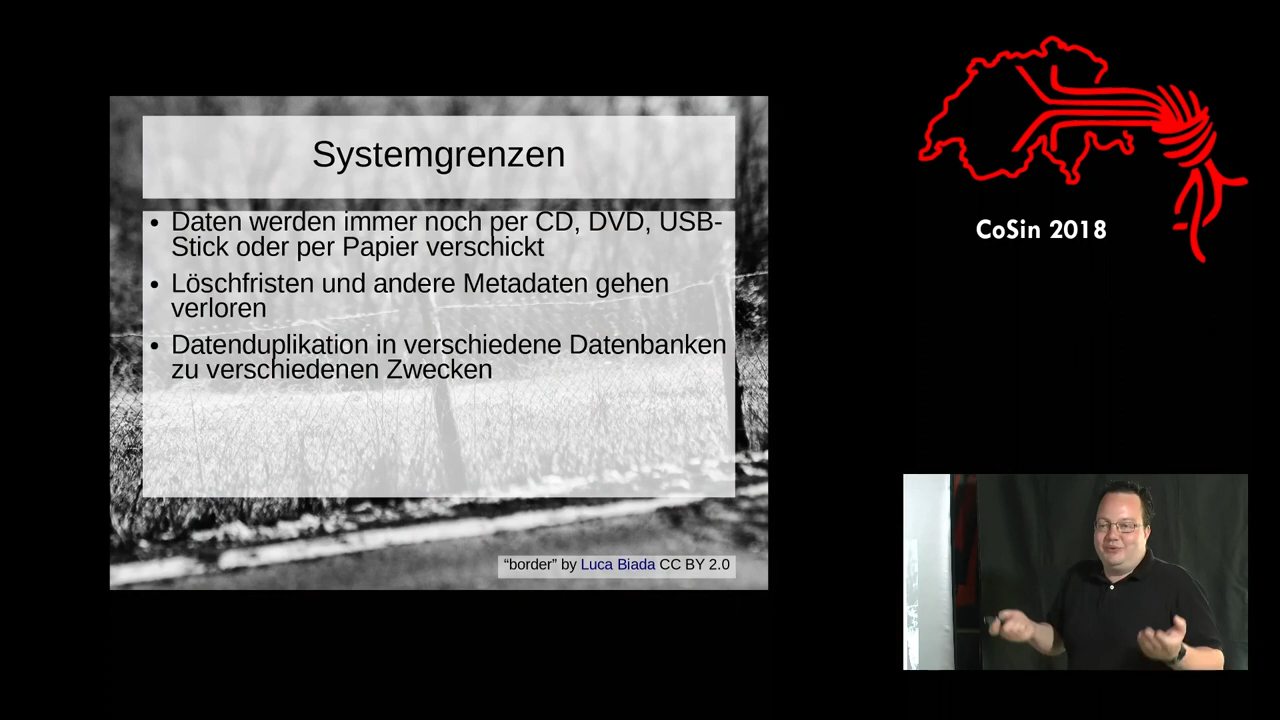 Systemgrenzen
• Daten werden immer noch per CD, DVD, USB-
Stick oder per Papier verschickt
• Löschfristen und andere Metadaten gehen
verloren
• Datenduplikation in verschiedene Datenbanken
zu verschiedenen Zwecken
“border” by Luca Biada CC BY 2.0
CoSin 2018